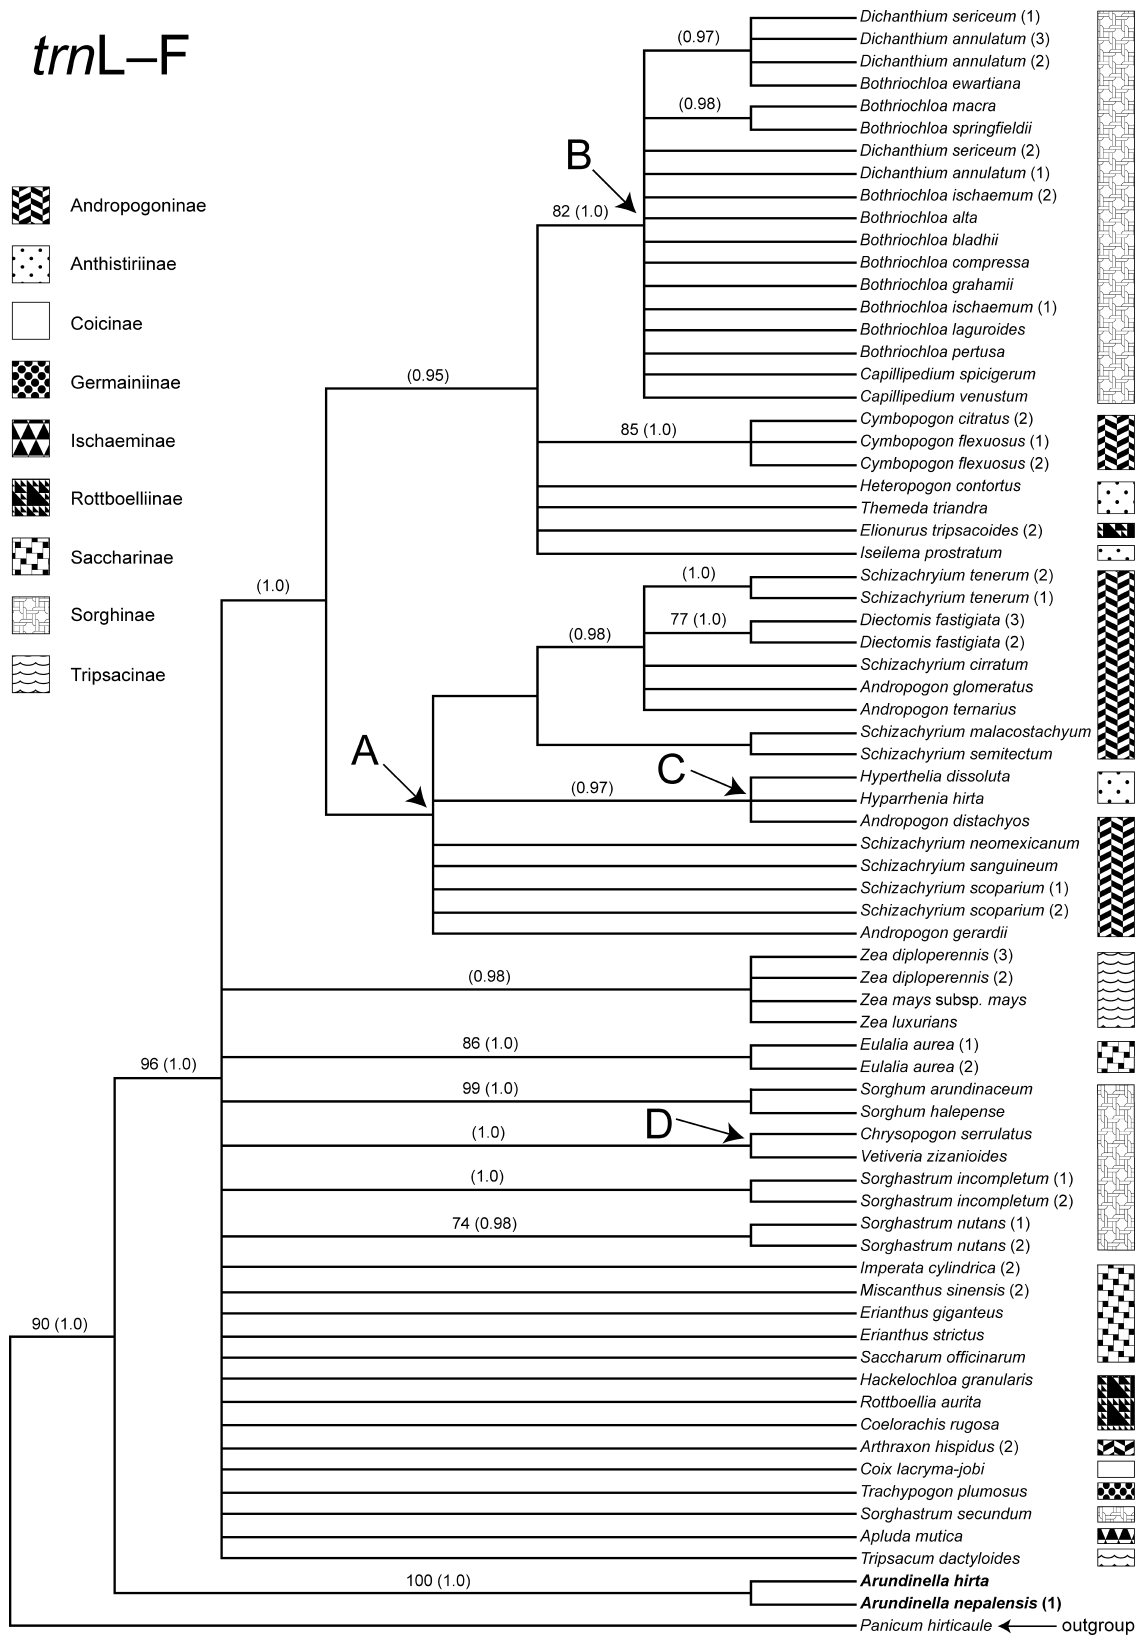 trnL–F
Andropogoninae
Anthistiriinae
Coicinae
Germainiinae
Ischaeminae
Rottboelliinae
Saccharinae
Sorghinae
Tripsacinae
Dichanthium sericeum (1)
(0.97)
Dichanthium annulatum (3)
Dichanthium annulatum (2)
Bothriochloa ewartiana
(0.98)
Bothriochloa macra
Bothriochloa springfieldii
B
Dichanthium sericeum (2)
Dichanthium annulatum (1)
Bothriochloa ischaemum (2)
82 (1.0)
Bothriochloa alta
Bothriochloa bladhii
Bothriochloa compressa
Bothriochloa grahamii
Bothriochloa ischaemum (1)
Bothriochloa laguroides
Bothriochloa pertusa
(0.95)
Capillipedium spicigerum
Capillipedium venustum
Cymbopogon citratus (2)
85 (1.0)
Cymbopogon flexuosus (1)
Cymbopogon flexuosus (2)
Heteropogon contortus
Themeda triandra
Elionurus tripsacoides (2)
Iseilema prostratum
(1.0)
(1.0)
Schizachryium tenerum (2)
Schizachyrium tenerum (1)
77 (1.0)
Diectomis fastigiata (3)
(0.98)
Diectomis fastigiata (2)
Schizachyrium cirratum
Andropogon glomeratus
Andropogon ternarius
Schizachyrium malacostachyum
Schizachyrium semitectum
A
C
Hyperthelia dissoluta
(0.97)
Hyparrhenia hirta
Andropogon distachyos
Schizachyrium neomexicanum
Schizachryium sanguineum
Schizachyrium scoparium (1)
Schizachyrium scoparium (2)
Andropogon gerardii
Zea diploperennis (3)
(0.98)
Zea diploperennis (2)
Zea mays subsp. mays
Zea luxurians
86 (1.0)
Eulalia aurea (1)
96 (1.0)
Eulalia aurea (2)
99 (1.0)
Sorghum arundinaceum
Sorghum halepense
D
(1.0)
Chrysopogon serrulatus
Vetiveria zizanioides
(1.0)
Sorghastrum incompletum (1)
Sorghastrum incompletum (2)
74 (0.98)
Sorghastrum nutans (1)
Sorghastrum nutans (2)
Imperata cylindrica (2)
Miscanthus sinensis (2)
Erianthus giganteus
90 (1.0)
Erianthus strictus
Saccharum officinarum
Hackelochloa granularis
Rottboellia aurita
Coelorachis rugosa
Arthraxon hispidus (2)
Coix lacryma-jobi
Trachypogon plumosus
Sorghastrum secundum
Apluda mutica
Tripsacum dactyloides
100 (1.0)
Arundinella hirta
Arundinella nepalensis (1)
Panicum hirticaule outgroup